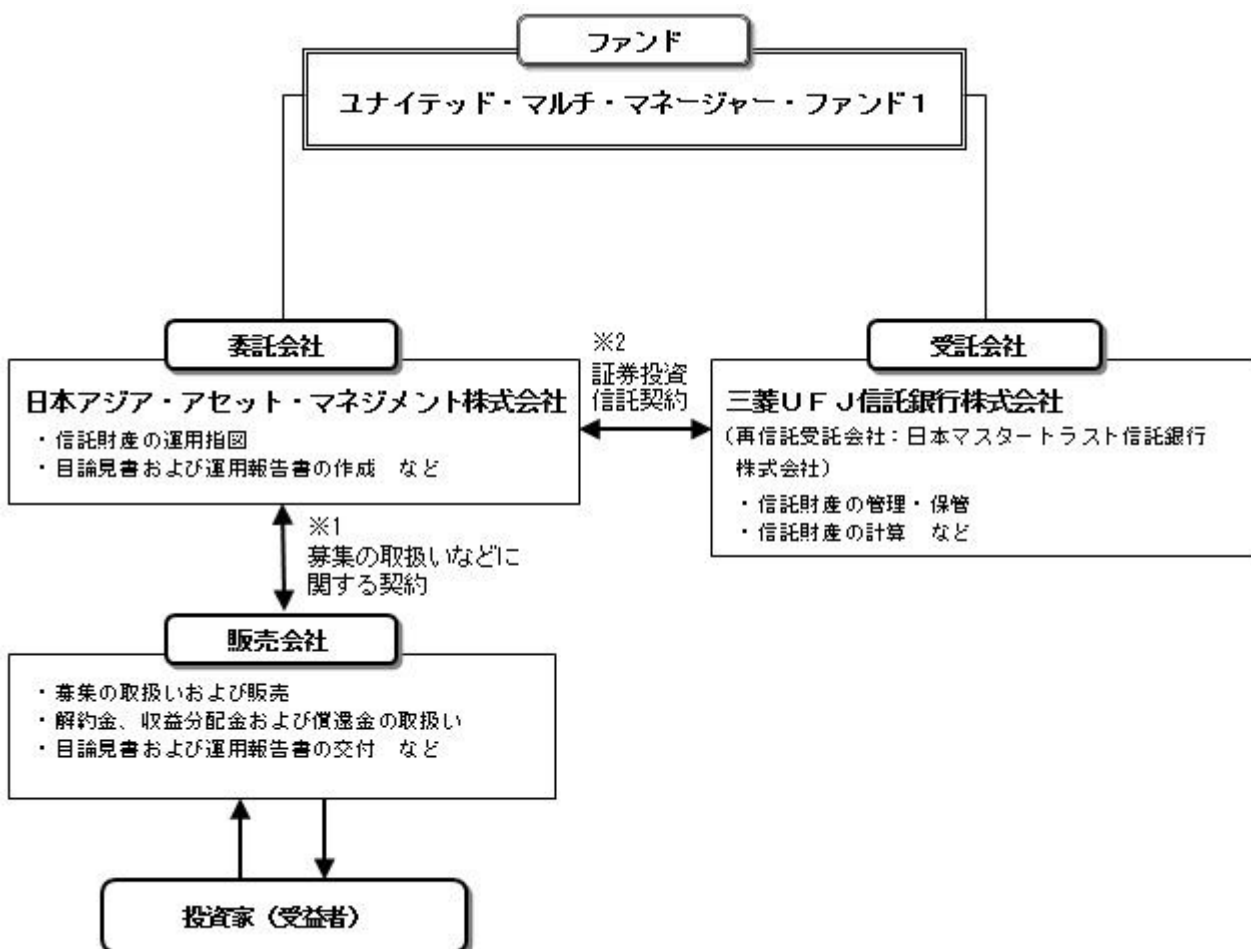 ファンド
ユナイテッド・マルチ・マネージャー・ファンド１
委託会社
日本アジア・アセット・マネジメント株式会社
・信託財産の運用指図
・目論見書および運用報告書の作成　など
※2
証券投資
信託契約
受託会社
三菱ＵＦＪ信託銀行株式会社
（再信託受託会社：日本マスタートラスト信託銀行
株式会社）
・信託財産の管理・保管
・信託財産の計算　など
※1
募集の取扱いなどに
関する契約
販売会社
・募集の取扱いおよび販売
・解約金、収益分配金および償還金の取扱い
・目論見書および運用報告書の交付　など
投資家（受益者）